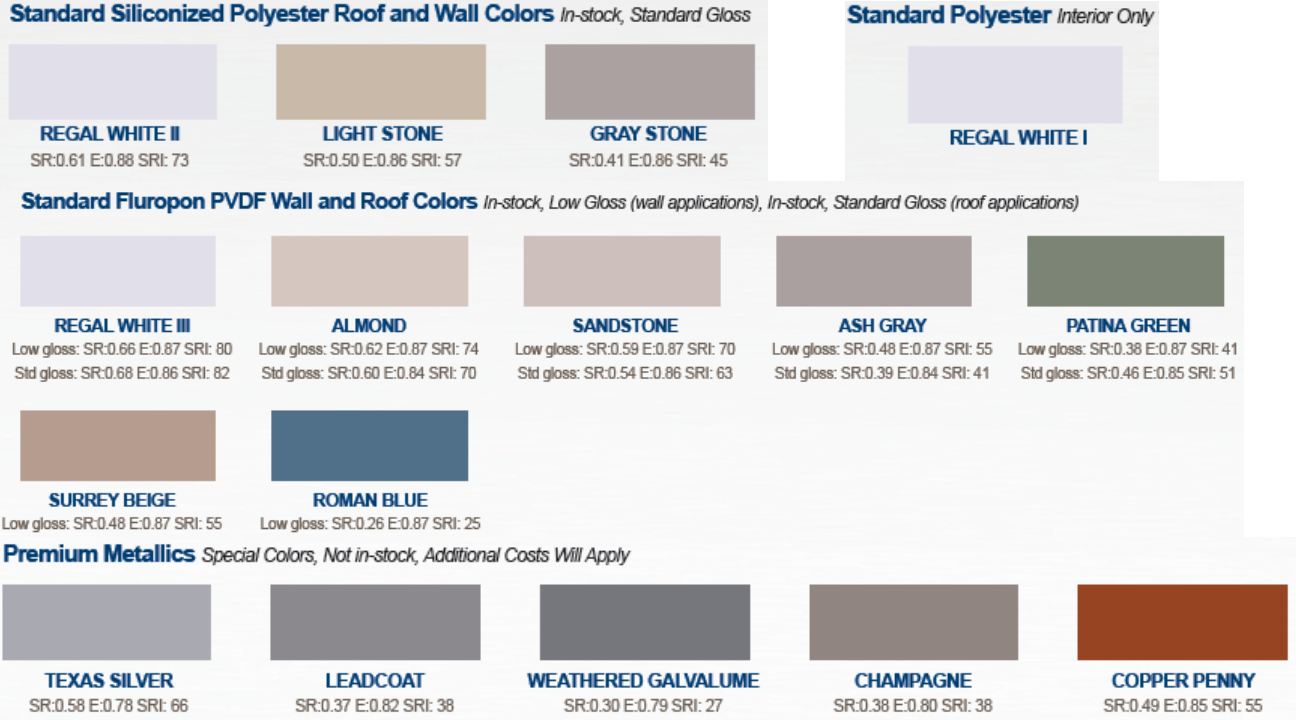 Standard Siliconized Polyester Roof and Wall Colors In-stock, Standard Gloss
Standard Polyester Interior Only
REGAL WHITE II
LIGHT STONE
GRAY STONE
REGAL WHITE I
SR:0.61 E:0.88 SRI: 73
SR:0.50 E:0.86 SRI: 57
SR:0.41 E:0.86 SRI: 45
Standard Fluropon PVDF Wall and Roof Colors In-stock, Low Gloss (wall applications), In-stock, Standard Gloss (roof applications)
REGAL WHITE III
ALMOND
SANDSTONE
ASH GRAY
PATINA GREEN
Low gloss: SR:0.66 E:0.87 SRI: 80
Low gloss: SR:0.62 E:0.87 SRI: 74
Low gloss: SR:0.59 E:0.87 SRI: 70
Low gloss: SR:0.48 E:0.87 SRI: 55
Low gloss: SR:0.38 E:0.87 SRI: 41
Std gloss: SR:0.68 E:0.86 SRI: 82
Std gloss: SR:0.60 E:0.84 SRI: 70
Std gloss: SR:0.54 E:0.86 SRI: 63
Std gloss: SR:0.39 E:0.84 SRI: 41
Std gloss: SR:0.46 E:0.85 SRI: 51
SURREY BEIGE
ROMAN BLUE
Low gloss: SR:0.48 E:0.87 SRI: 55
Low gloss: SR:0.26 E:0.87 SRI: 25
Premium Metallics Special Colors, Not in-stock, Additional Costs Will Apply
TEXAS SILVER
LEADCOAT
WEATHERED GALVALUME
CHAMPAGNE
COPPER PENNY
SR:0.58 E:0.78 SRI: 66
SR:0.37 E:0.82 SRI: 38
SR:0.30 E:0.79 SRI: 27
SR:0.38 E:0.80 SRI: 38
SR:0.49 E:0.85 SRI: 55